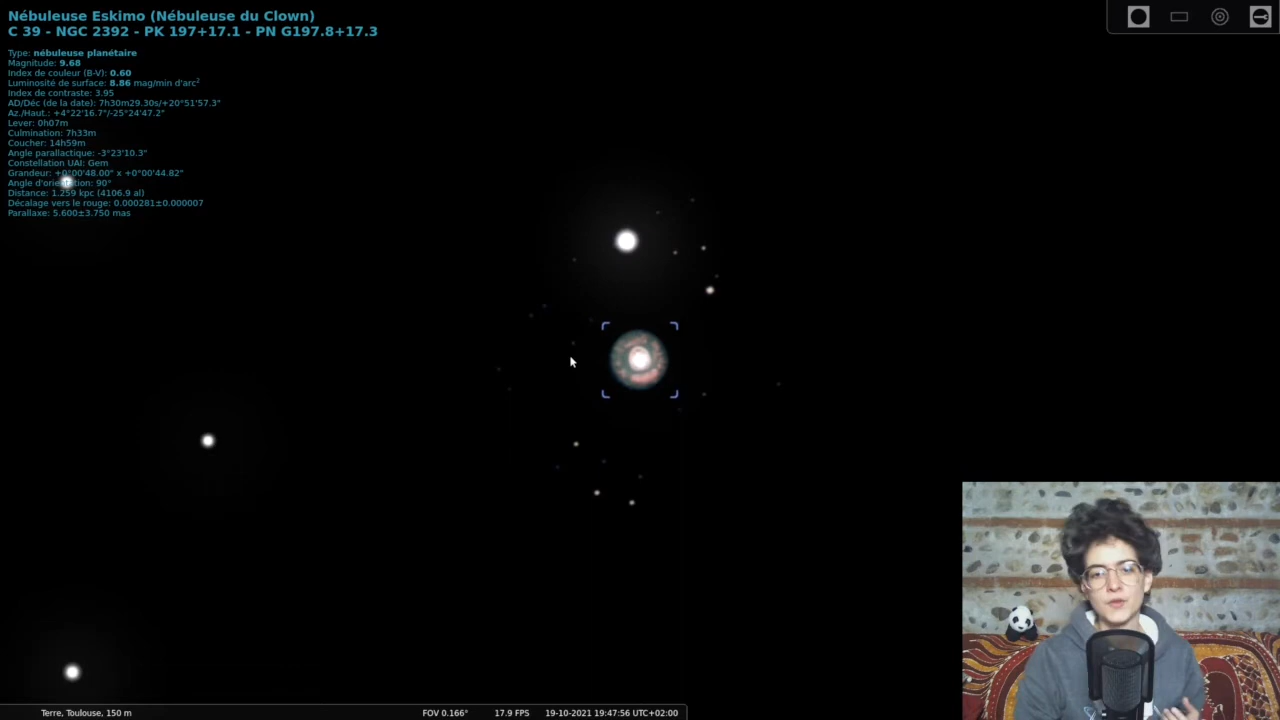 Nébuleuse Eskimo (Nébuleuse du Clown)
C 39 - NGC 2392 - PK 197+17.1 - PN G197.8+17.3
Type: nébuleuse planétaire
Magnitude: 9.68
Index de couleur (B-V): 0.60
Luminosité de surface: 8.86 mag/min d'arc²
Index de contraste: 3.95
AD/Déc (de la date): 7h30m29.30s/+20°51'57.3"
Az./Haut.: +4°22'16.7"/-25°24'47.2"
Lever: 0h07m
Culmination: 7h33m
Coucher: 14h59m
Angle parallactique: -3°23'10.3"
Constellation UAI: Gem
Grandeur: +0°00'48.00" x +0°00'44.82"
Angle d'orientation: 90°
Distance: 1.259 kpc (4106.9 al)
Décalage vers le rouge: 0.000281±0.000007
Parallaxe: 5.600±3.750 mas
Terre, Toulouse, 150 m FOV 0.166° 17.9 FPS 19-10-2021 19:47:56 UTC+02:00